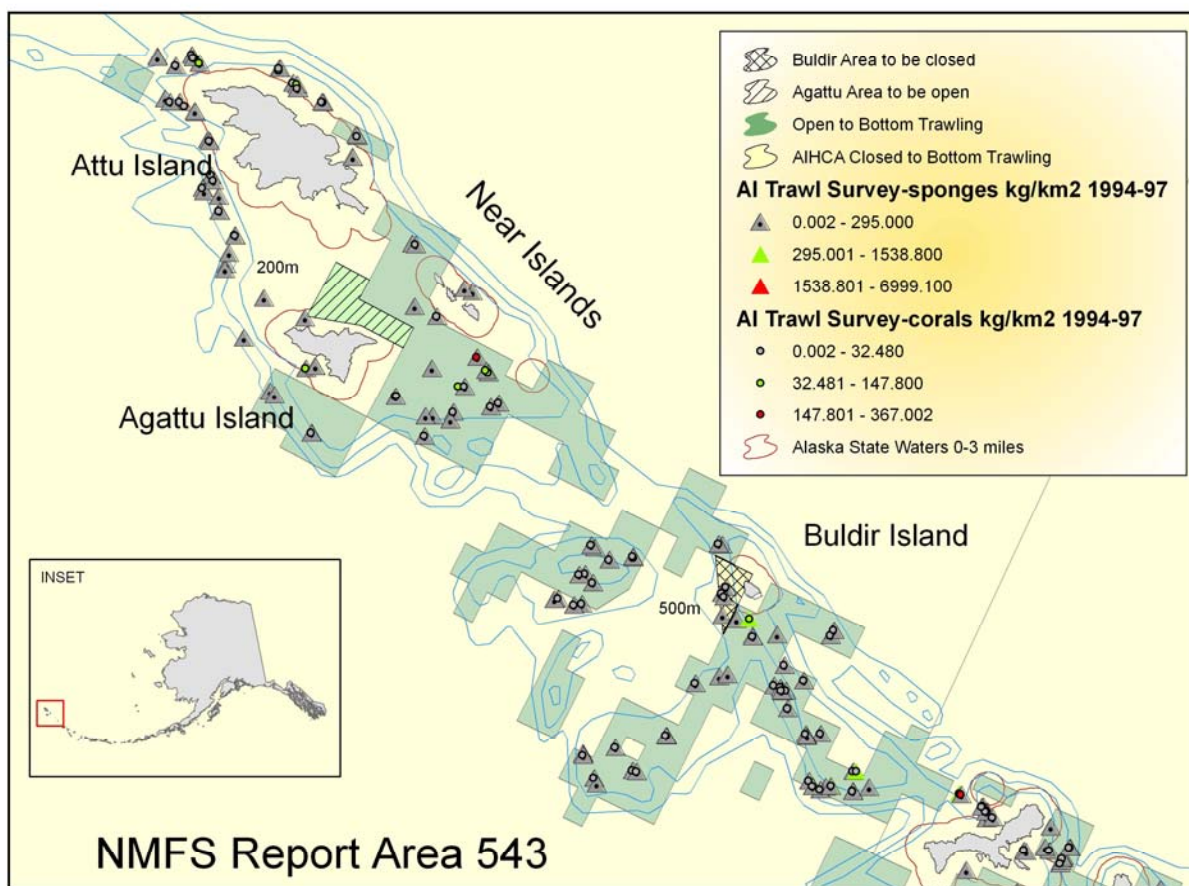 Buldir Area to be closed
Agattu Area to be open
Open to Bottom Trawling
AIHCA Closed to Bottom Trawling
AI Trawl Survey-sponges kg/km2 1994-97
0.002 - 295.000
295.001 - 1538.800
1538.801 - 6999.100
AI Trawl Survey-corals kg/km2 1994-97
0.002 - 32.480
32.481 - 147.800
147.801 - 367.002
Alaska State Waters 0-3 miles
Attu Island
Near Islands
200m
Agattu Island
Buldir Island
500m
INSET
NMFS Report Area 543